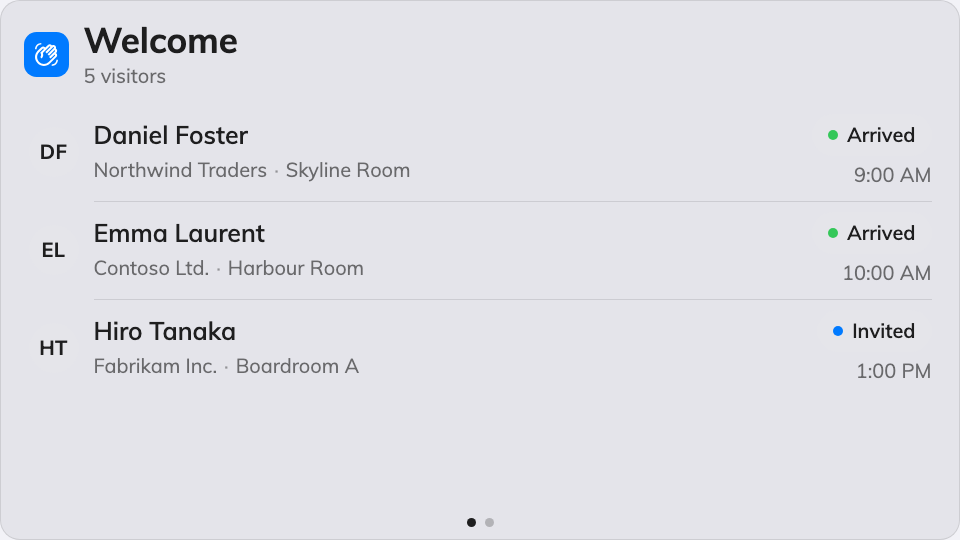 Welcome
5 visitors
DF
Daniel Foster
Northwind Traders · Skyline Room
Arrived
9:00 AM
EL
Emma Laurent
Contoso Ltd. · Harbour Room
Arrived
10:00 AM
HT
Hiro Tanaka
Fabrikam Inc. · Boardroom A
Invited
1:00 PM